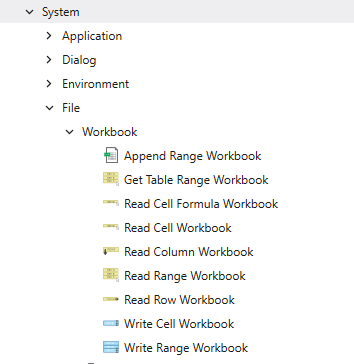 System
Application
Dialog
Environment
File
Workbook
Append Range Workbook
Get Table Range Workbook
Read Cell Formula Workbook
Read Cell Workbook
Read Column Workbook
Read Range Workbook
Read Row Workbook
Write Cell Workbook
Write Range Workbook